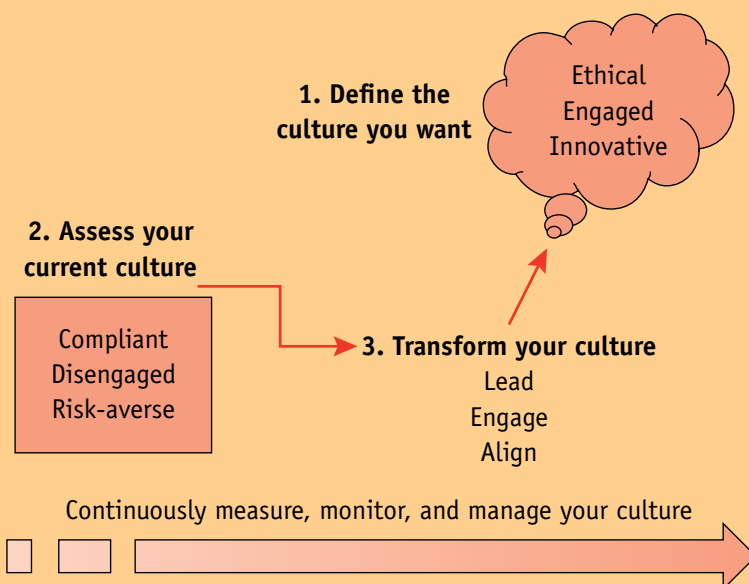 1. Define the
culture you want
Ethical
Engaged
Innovative
2. Assess your
current culture
Compliant
Disengaged
Risk-averse
3. Transform your culture
Lead
Engage
Align
Continuously measure, monitor, and manage your culture